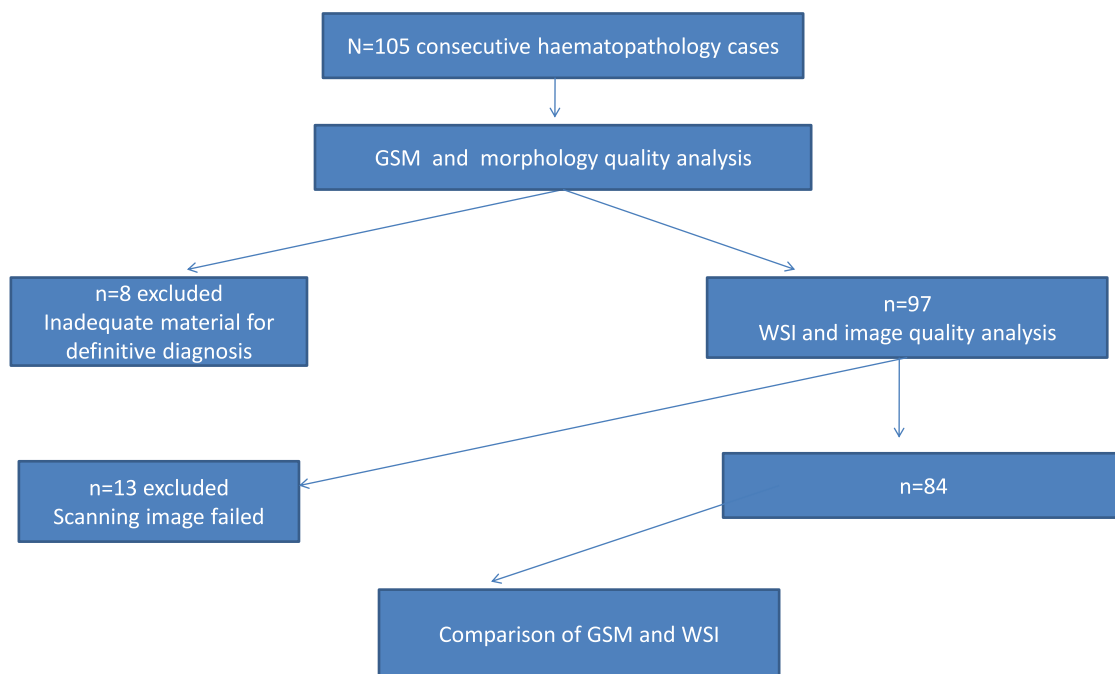 N=105 consecutive haematopathology cases
GSM and morphology quality analysis
n=8 excluded
Inadequate material for
definitive diagnosis
n=97
WSI and image quality analysis
n=13 excluded
Scanning image failed
n=84
Comparison of GSM and WSI